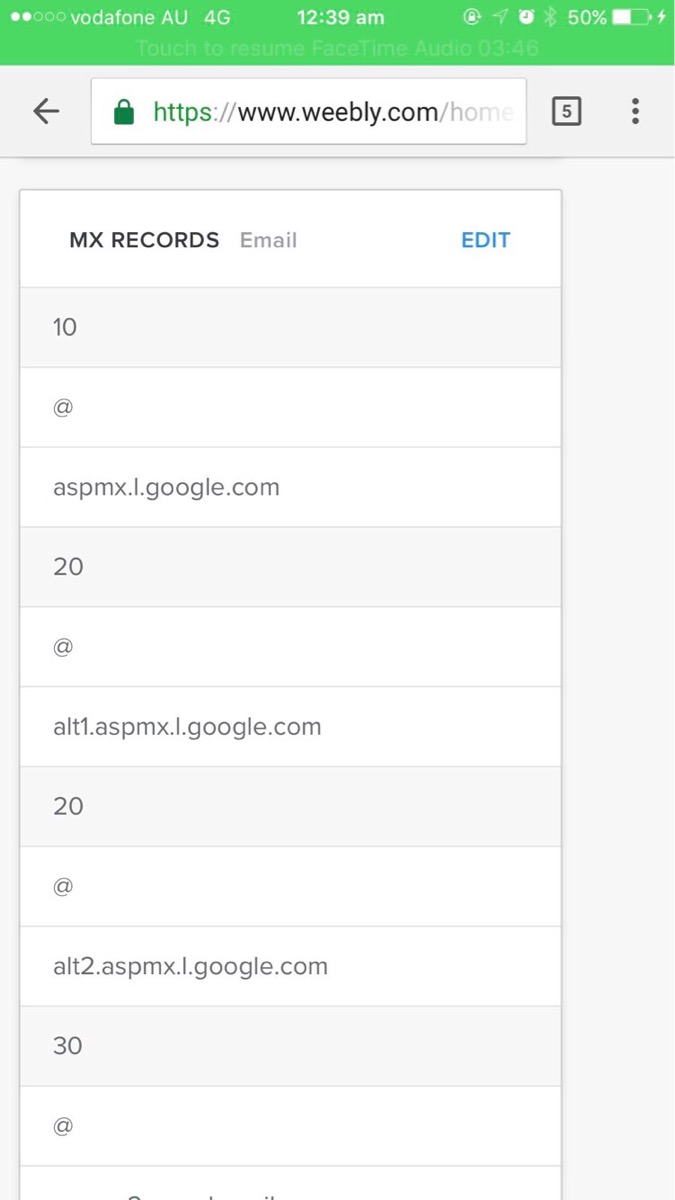 vodafone AU 4G 12:39 am 50%
Touch to resume FaceTime Audio 03:46
https://www.weebly.com/home 5
MX RECORDS Email EDIT
10
@
aspmx.l.google.com
20
@
alt1.aspmx.l.google.com
20
@
alt2.aspmx.l.google.com
30
@